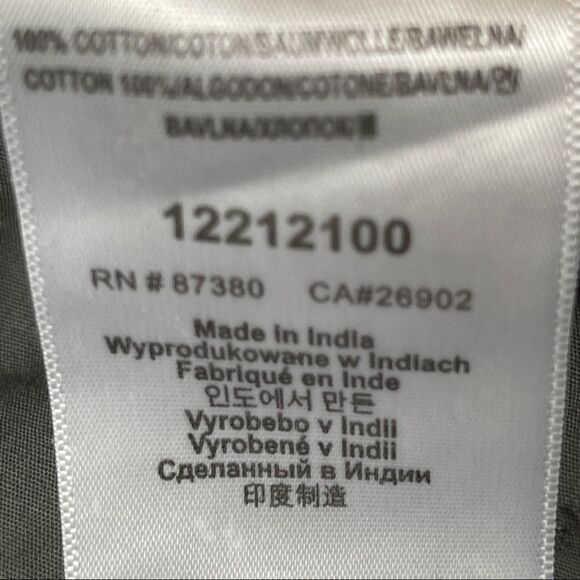 100% COTTON/COTON/BAUMWOLLE/BAWELNA/
COTTON 100%/ALGODON/COTONE/BAVLNA/면/
BAVLNA/ХЛОПОК/棉
12212100
RN # 87380 CA#26902
Made in India
Wyprodukowane w Indiach
Fabriqué en Inde
인도에서 만든
Vyrobebo v Indii
Vyrobené v Indii
Сделанный в Индии
印度制造